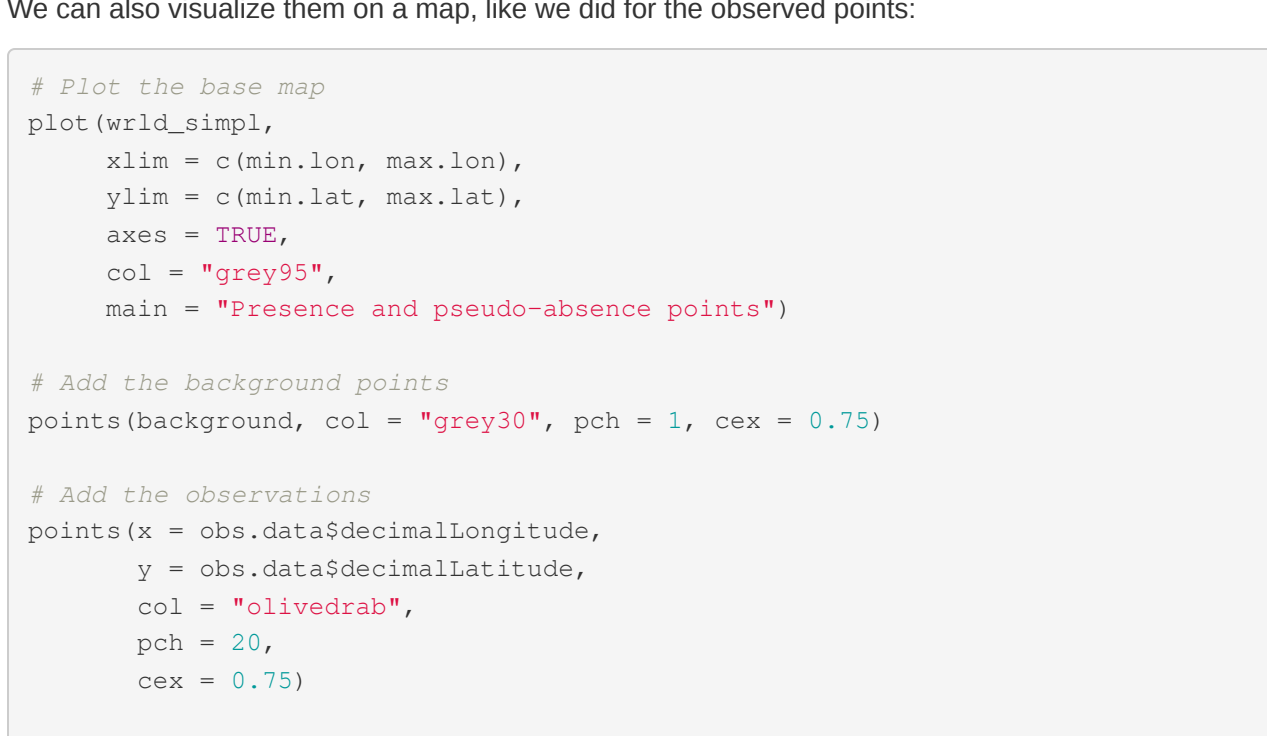 We can also visualize them on a map, like we did for the observed points:
# Plot the base map
plot(wrld_simpl,
     xlim = c(min.lon, max.lon),
     ylim = c(min.lat, max.lat),
     axes = TRUE,
     col = "grey95",
     main = "Presence and pseudo-absence points")

# Add the background points
points(background, col = "grey30", pch = 1, cex = 0.75)

# Add the observations
points(x = obs.data$decimalLongitude,
       y = obs.data$decimalLatitude,
       col = "olivedrab",
       pch = 20,
       cex = 0.75)